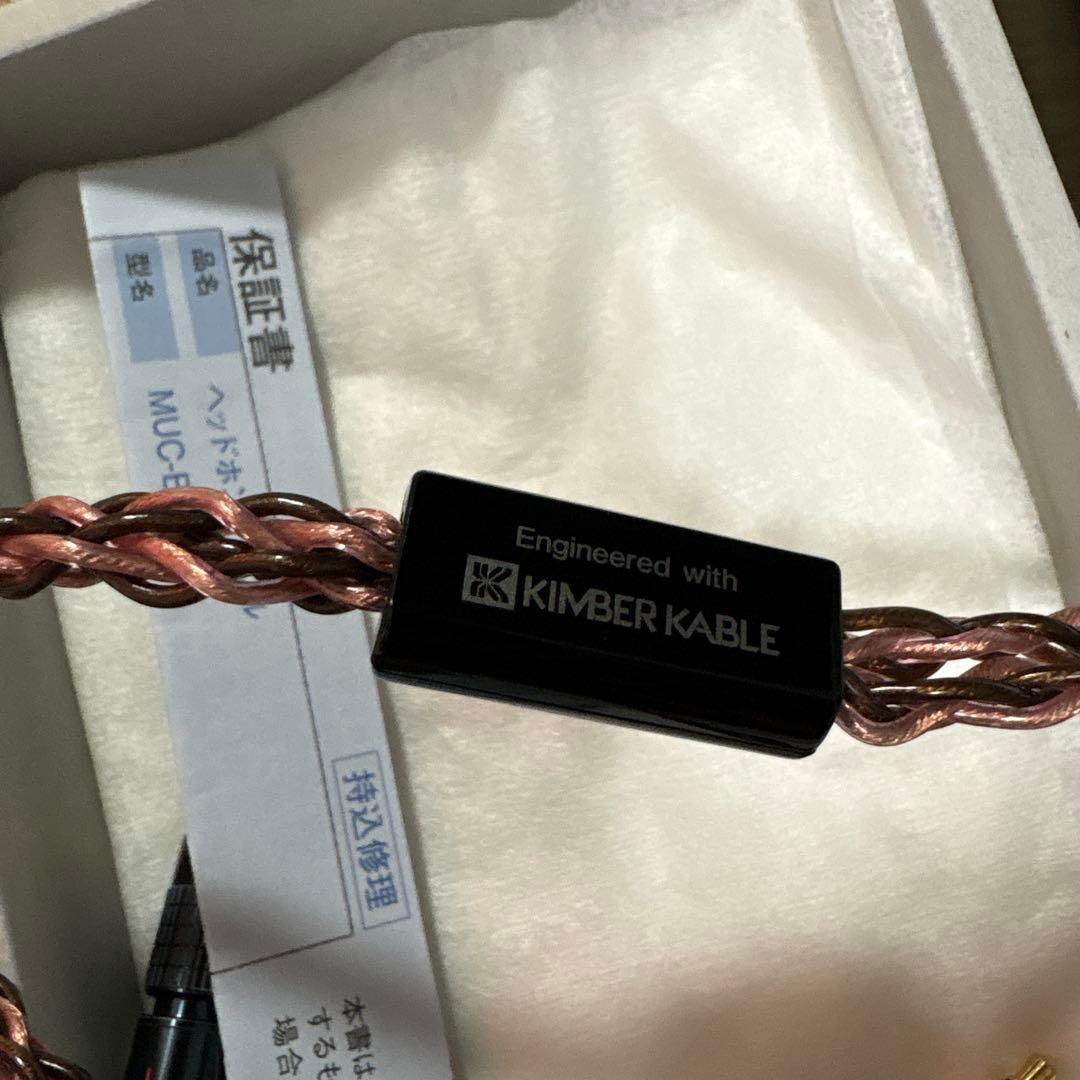 保証書
品名
ヘッドホン
型名
MUC-B
Engineered with
KIMBER KABLE
持込修理
本書は
するも
場合